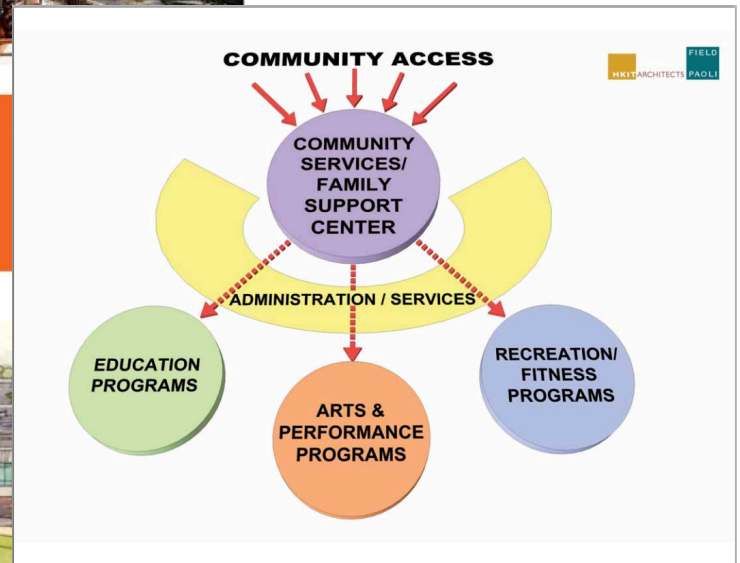 COMMUNITY ACCESS
FIELD
HKIT ARCHITECTS PAOLI
COMMUNITY
SERVICES/
FAMILY
SUPPORT
CENTER
ADMINISTRATION / SERVICES
EDUCATION
PROGRAMS
ARTS &
PERFORMANCE
PROGRAMS
RECREATION/
FITNESS
PROGRAMS